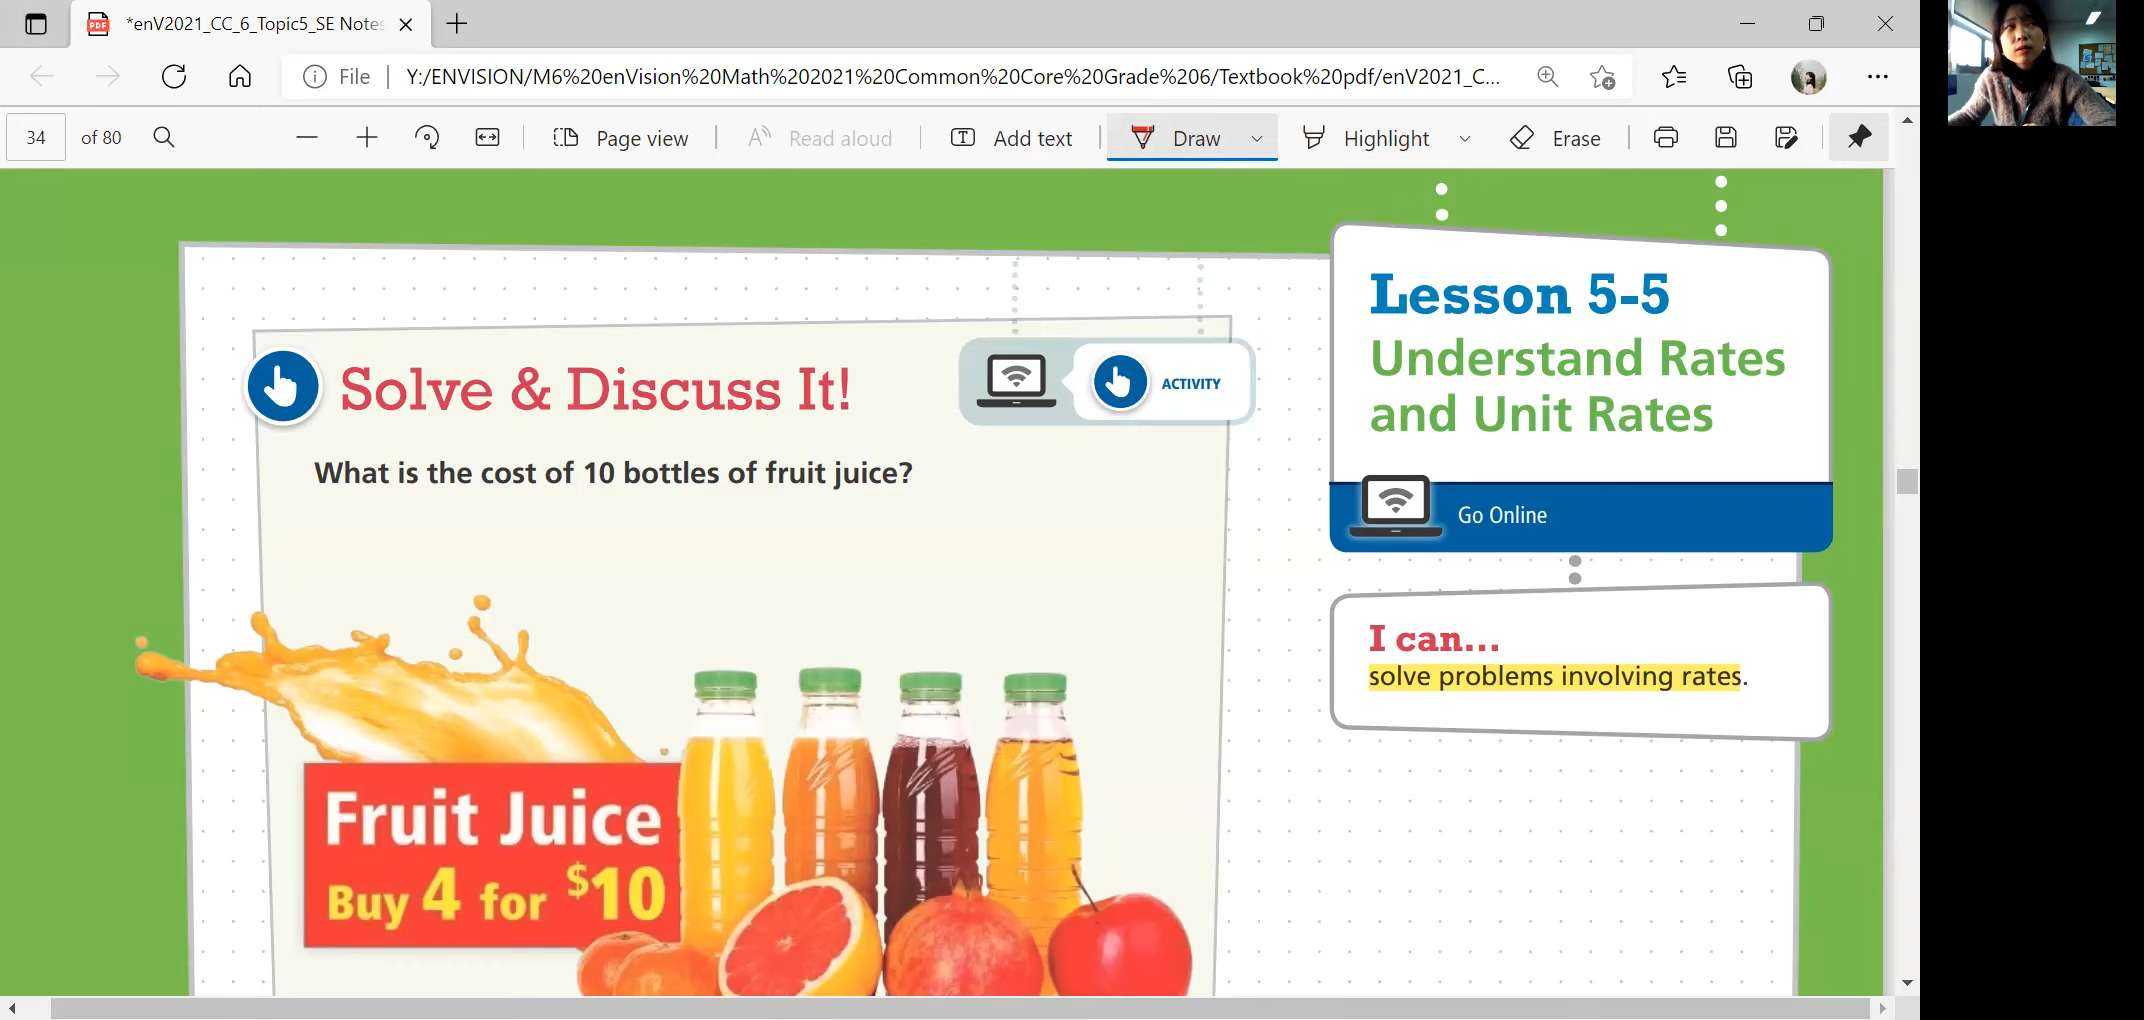 *enV2021_CC_6_Topic5_SE Note
File
Y:/ENVISION/M6%20enVision%20Math%202021%20Common%20Core%20Grade%206/Textbook%20pdf/enV2021_C...
34 of 80
Page view
Read aloud
Add text
Draw
Highlight
Erase
Lesson 5-5
Understand Rates
and Unit Rates
Go Online
I can...
solve problems involving rates.
Solve & Discuss It!
ACTIVITY
What is the cost of 10 bottles of fruit juice?
Fruit Juice
Buy 4 for $10